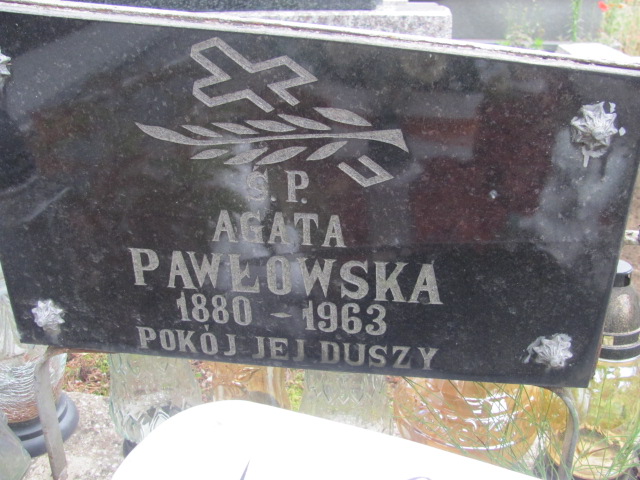 Ś.P.
AGATA
PAWŁOWSKA
1880 - 1963
POKÓJ JEJ DUSZY